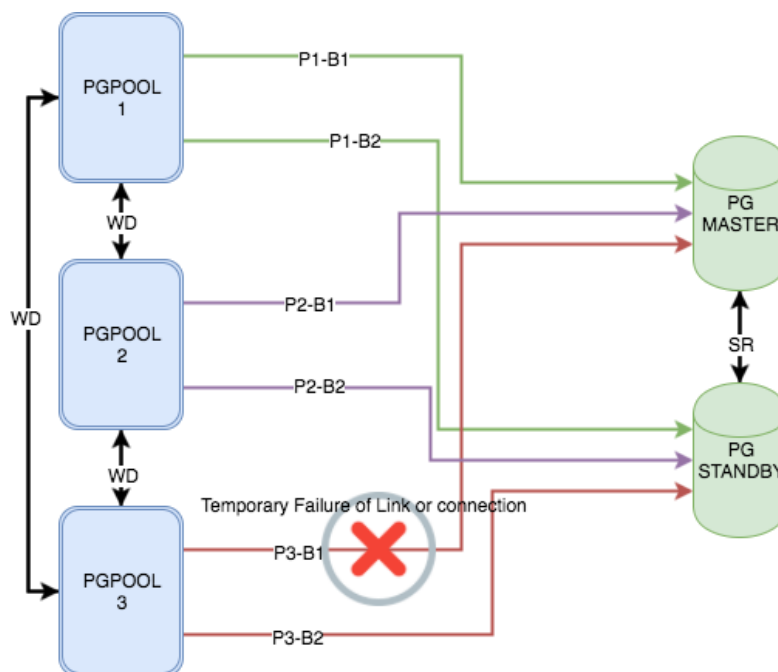 PGPOOL
1
P1-B1
P1-B2
PG
MASTER
WD
PGPOOL
2
P2-B1
WD
SR
P2-B2
PG
STANDBY
WD
Temporary Failure of Link or connection
PGPOOL
3
P3-B1
P3-B2